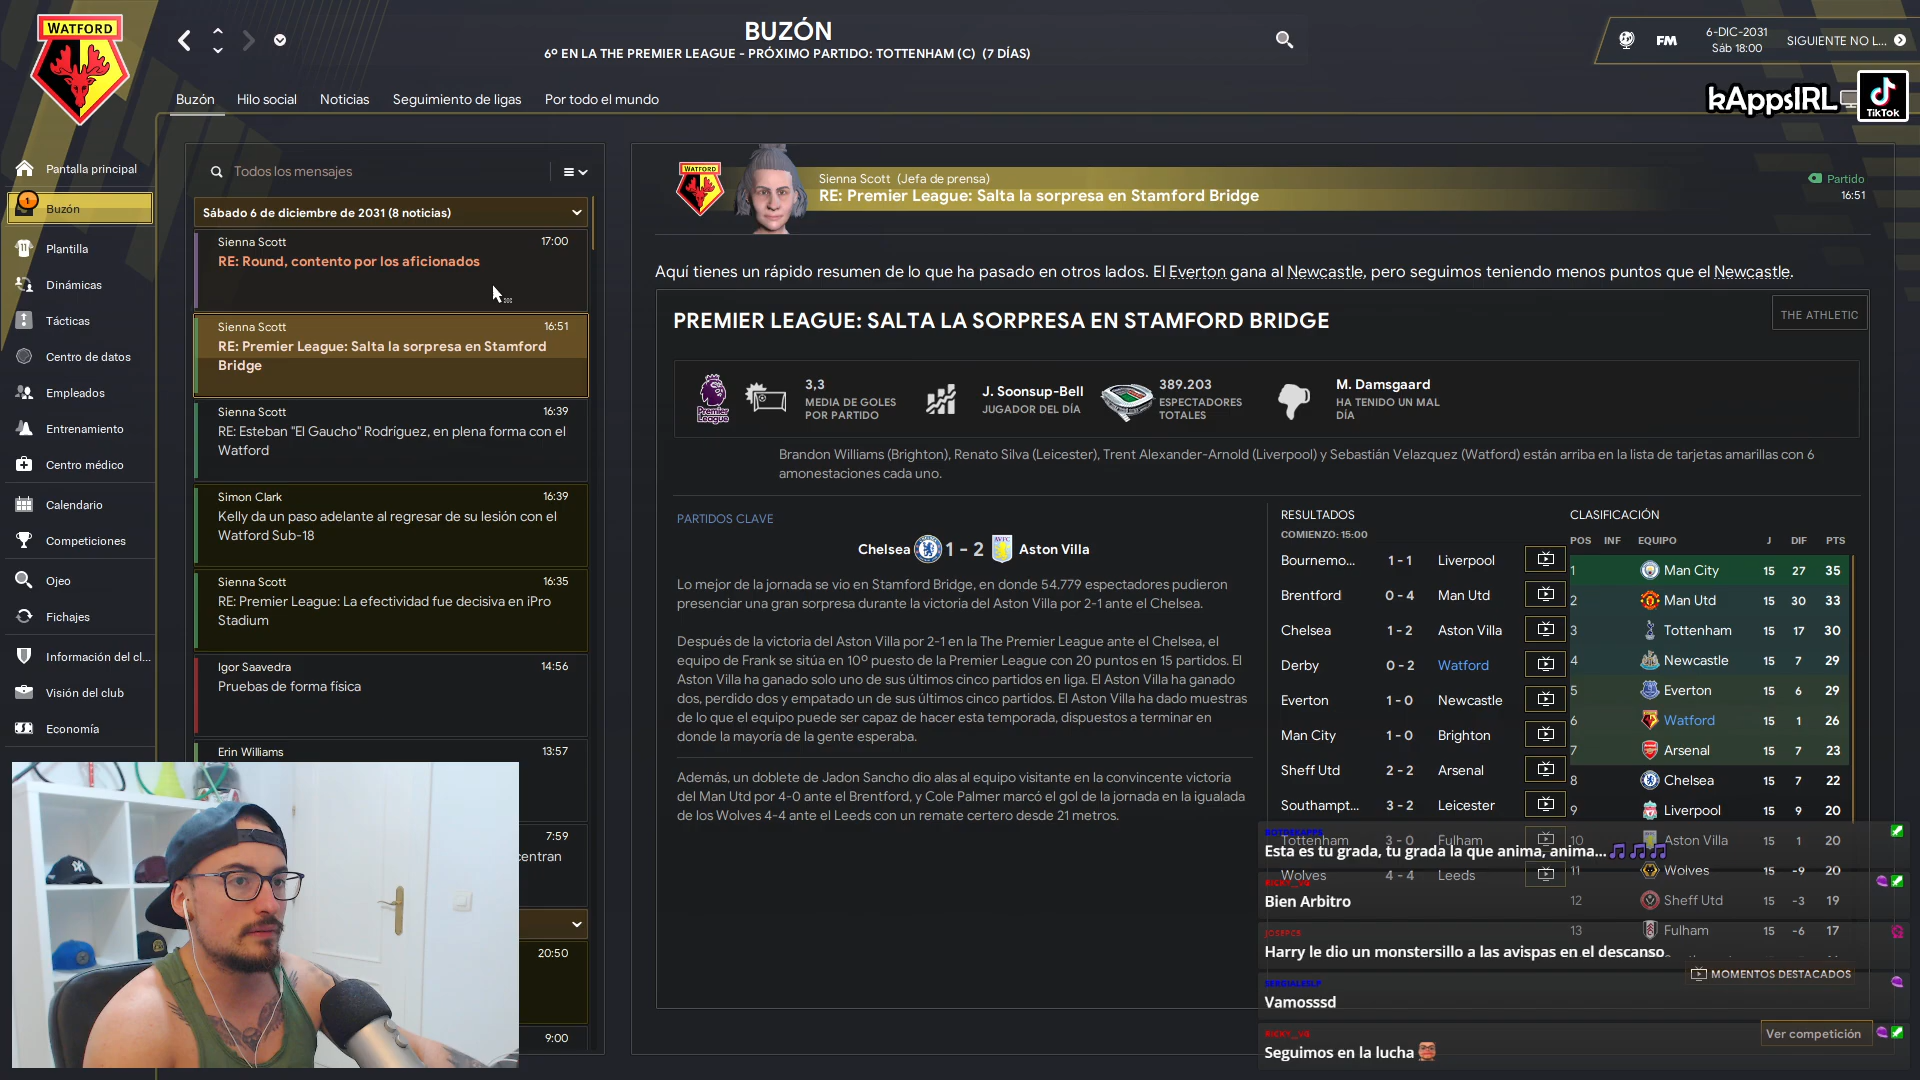 WATFORD
BUZÓN
6º EN LA THE PREMIER LEAGUE - PRÓXIMO PARTIDO: TOTTENHAM (C) (7 DÍAS)
FM
6-DIC-2031
Sáb 18:00
SIGUIENTE NO L...
Buzón
Hilo social
Noticias
Seguimiento de ligas
Por todo el mundo
kAppsIRL
TikTok
Pantalla principal
1
Buzón
Plantilla
Dinámicas
Tácticas
Centro de datos
Empleados
Entrenamiento
Centro médico
Calendario
Competiciones
Ojeo
Fichajes
Información del cl...
Visión del club
Economía
Todos los mensajes
Sábado 6 de diciembre de 2031 (8 noticias)
Sienna Scott 17:00
RE: Round, contento por los aficionados
Sienna Scott 16:51
RE: Premier League: Salta la sorpresa en Stamford
Bridge
Sienna Scott 16:39
RE: Esteban "El Gaucho" Rodríguez, en plena forma con el
Watford
Simon Clark 16:39
Kelly da un paso adelante al regresar de su lesión con el
Watford Sub-18
Sienna Scott 16:35
RE: Premier League: La efectividad fue decisiva en iPro
Stadium
Igor Saavedra 14:56
Pruebas de forma física
Erin Williams 13:57
7:59
centran
20:50
9:00
WATFORD
Sienna Scott (Jefa de prensa)
RE: Premier League: Salta la sorpresa en Stamford Bridge
Partido
16:51
Aquí tienes un rápido resumen de lo que ha pasado en otros lados. El Everton gana al Newcastle, pero seguimos teniendo menos puntos que el Newcastle.
PREMIER LEAGUE: SALTA LA SORPRESA EN STAMFORD BRIDGE
THE ATHLETIC
Premier League
3,3
MEDIA DE GOLES
POR PARTIDO
J. Soonsup-Bell
JUGADOR DEL DÍA
389.203
ESPECTADORES
TOTALES
M. Damsgaard
HA TENIDO UN MAL
DÍA
Brandon Williams (Brighton), Renato Silva (Leicester), Trent Alexander-Arnold (Liverpool) y Sebastián Velazquez (Watford) están arriba en la lista de tarjetas amarillas con 6
amonestaciones cada uno.
PARTIDOS CLAVE
Chelsea 1 - 2 Aston Villa
Lo mejor de la jornada se vio en Stamford Bridge, en donde 54.779 espectadores pudieron
presenciar una gran sorpresa durante la victoria del Aston Villa por 2-1 ante el Chelsea.
Después de la victoria del Aston Villa por 2-1 en la The Premier League ante el Chelsea, el
equipo de Frank se sitúa en 10º puesto de la Premier League con 20 puntos en 15 partidos. El
Aston Villa ha ganado solo uno de sus últimos cinco partidos en liga. El Aston Villa ha ganado
dos, perdido dos y empatado un de sus últimos cinco partidos. El Aston Villa ha dado muestras
de lo que el equipo puede ser capaz de hacer esta temporada, dispuestos a terminar en
donde la mayoría de la gente esperaba.
Además, un doblete de Jadon Sancho dio alas al equipo visitante en la convincente victoria
del Man Utd por 4-0 ante el Brentford, y Cole Palmer marcó el gol de la jornada en la igualada
de los Wolves 4-4 ante el Leeds con un remate certero desde 21 metros.
RESULTADOS
COMIENZO: 15:00
Bournemo... 1 - 1 Liverpool
Brentford 0 - 4 Man Utd
Chelsea 1 - 2 Aston Villa
Derby 0 - 2 Watford
Everton 1 - 0 Newcastle
Man City 1 - 0 Brighton
Sheff Utd 2 - 2 Arsenal
Southampt... 3 - 2 Leicester
Tottenham 3 - 0 Fulham
Wolves 4 - 4 Leeds
CLASIFICACIÓN
POS INF EQUIPO J DIF PTS
1 Man City 15 27 35
2 Man Utd 15 30 33
3 Tottenham 15 17 30
4 Newcastle 15 7 29
5 Everton 15 6 29
6 Watford 15 1 26
7 Arsenal 15 7 23
8 Chelsea 15 7 22
9 Liverpool 15 9 20
10 Aston Villa 15 1 20
11 Wolves 15 -9 20
12 Sheff Utd 15 -3 19
13 Fulham 15 -6 17
MOMENTOS DESTACADOS
Ver competición
Esta es tu grada, tu grada la que anima, anima...🎵🎵🎵
Bien Arbitro
Harry le dio un monstersillo a las avispas en el descanso
Vamosssd
Seguimos en la lucha